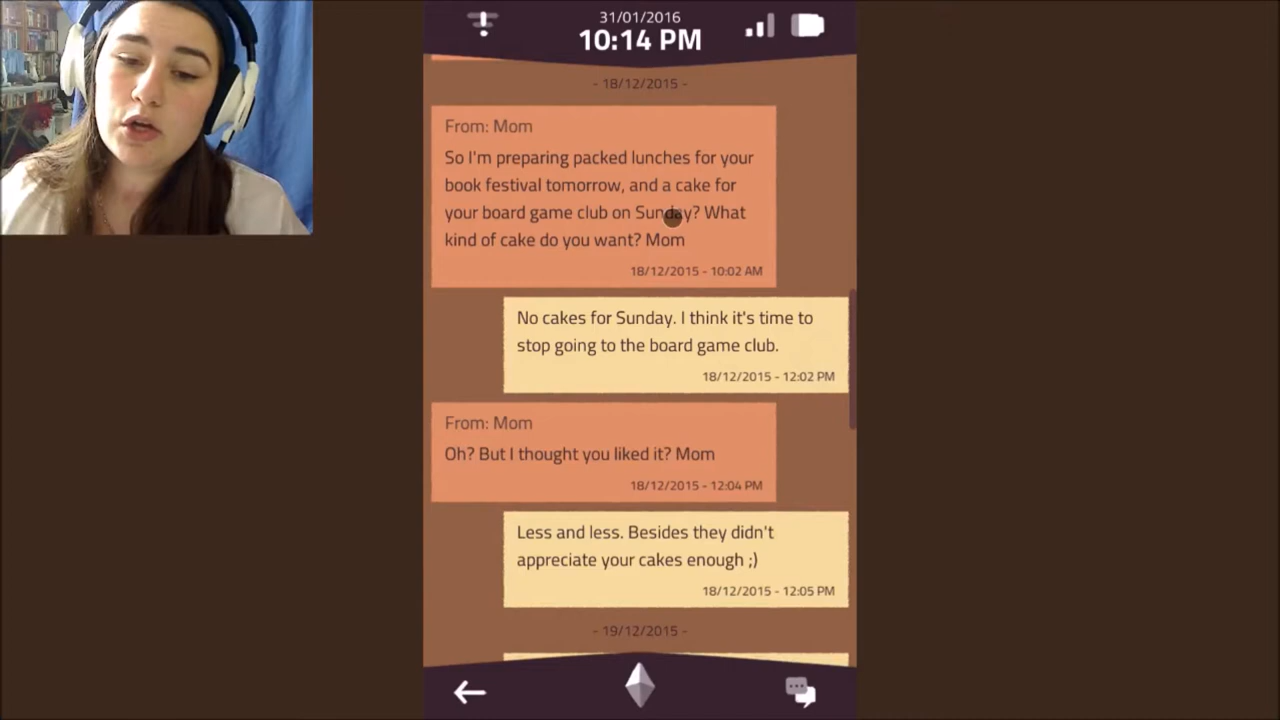 31/01/2016
10:14 PM
- 18/12/2015 -
From: Mom
So I'm preparing packed lunches for your
book festival tomorrow, and a cake for
your board game club on Sunday? What
kind of cake do you want? Mom
18/12/2015 - 10:02 AM
No cakes for Sunday. I think it's time to
stop going to the board game club.
18/12/2015 - 12:02 PM
From: Mom
Oh? But I thought you liked it? Mom
18/12/2015 - 12:04 PM
Less and less. Besides they didn't
appreciate your cakes enough ;)
18/12/2015 - 12:05 PM
- 19/12/2015 -